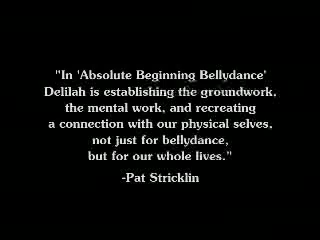 "In 'Absolute Beginning Bellydance'
Delilah is establishing the groundwork,
the mental work, and recreating
a connection with our physical selves,
not just for bellydance,
but for our whole lives."
-Pat Stricklin